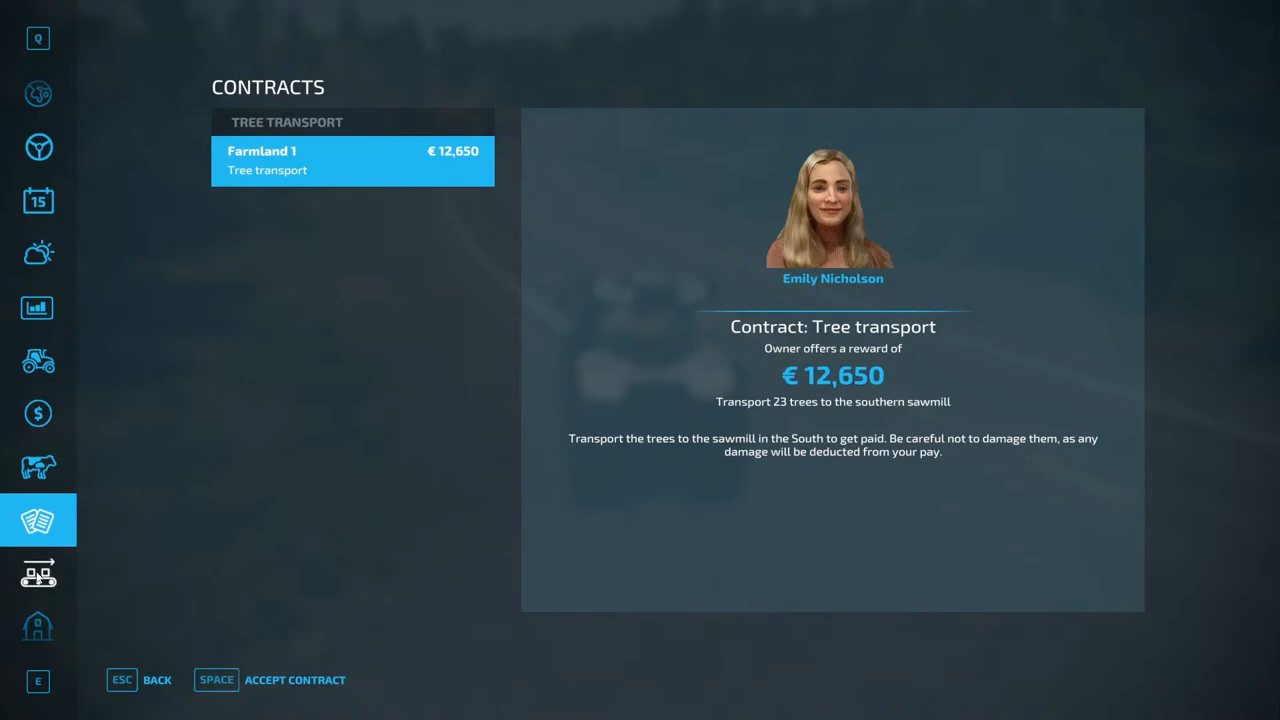 Q
CONTRACTS
TREE TRANSPORT
Farmland 1 € 12,650
Tree transport
15
Emily Nicholson
Contract: Tree transport
Owner offers a reward of
€ 12,650
Transport 23 trees to the southern sawmill
Transport the trees to the sawmill in the South to get paid. Be careful not to damage them, as any
damage will be deducted from your pay.
$
E
ESC BACK SPACE ACCEPT CONTRACT